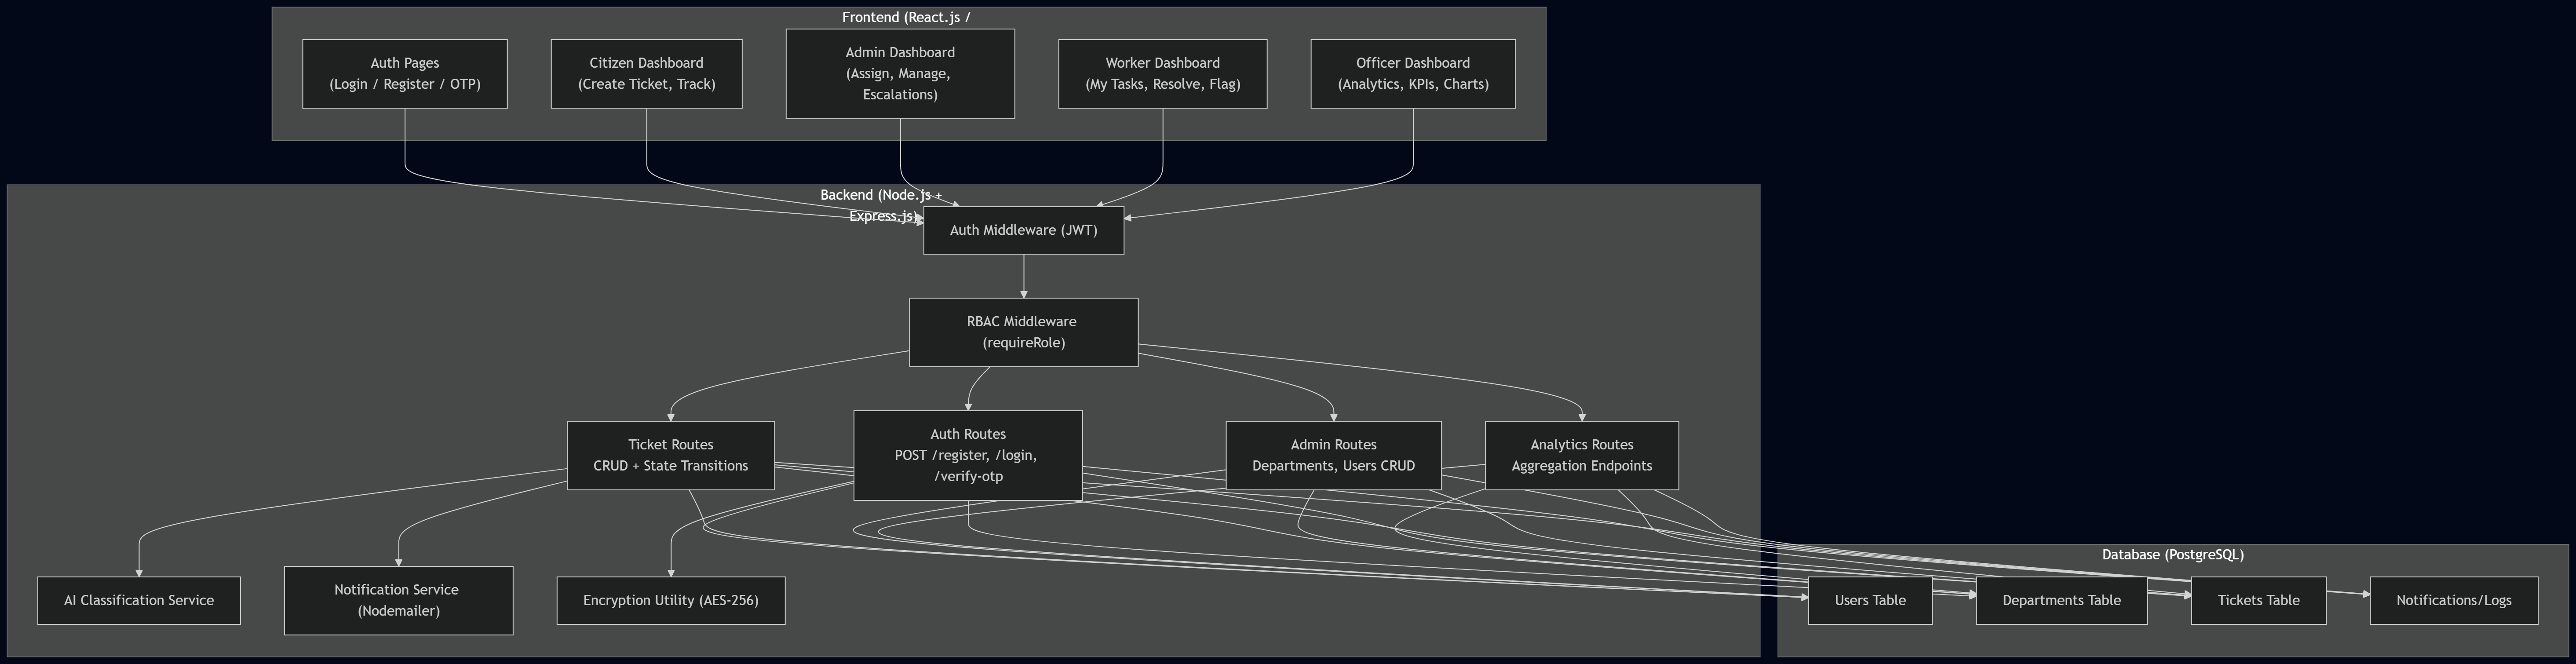 Frontend (React.js /
Auth Pages
(Login / Register / OTP)
Citizen Dashboard
(Create Ticket, Track)
Admin Dashboard
(Assign, Manage,
Escalations)
Worker Dashboard
(My Tasks, Resolve, Flag)
Officer Dashboard
(Analytics, KPIs, Charts)
Backend (Node.js +
Express.js)
Auth Middleware (JWT)
RBAC Middleware
(requireRole)
Ticket Routes
CRUD + State Transitions
Auth Routes
POST /register, /login,
/verify-otp
Admin Routes
Departments, Users CRUD
Analytics Routes
Aggregation Endpoints
AI Classification Service
Notification Service
(Nodemailer)
Encryption Utility (AES-256)
Database (PostgreSQL)
Users Table
Departments Table
Tickets Table
Notifications/Logs